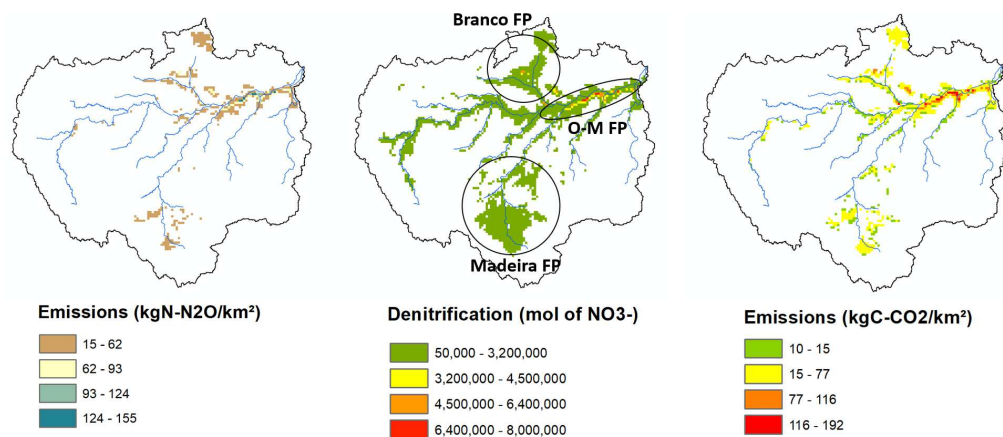 Branco FP
O-M FP
Madeira FP
Emissions (kgN-N2O/km²)
15 - 62
62 - 93
93 - 124
124 - 155
Denitrification (mol of NO3-)
50,000 - 3,200,000
3,200,000 - 4,500,000
4,500,000 - 6,400,000
6,400,000 - 8,000,000
Emissions (kgC-CO2/km²)
10 - 15
15 - 77
77 - 116
116 - 192